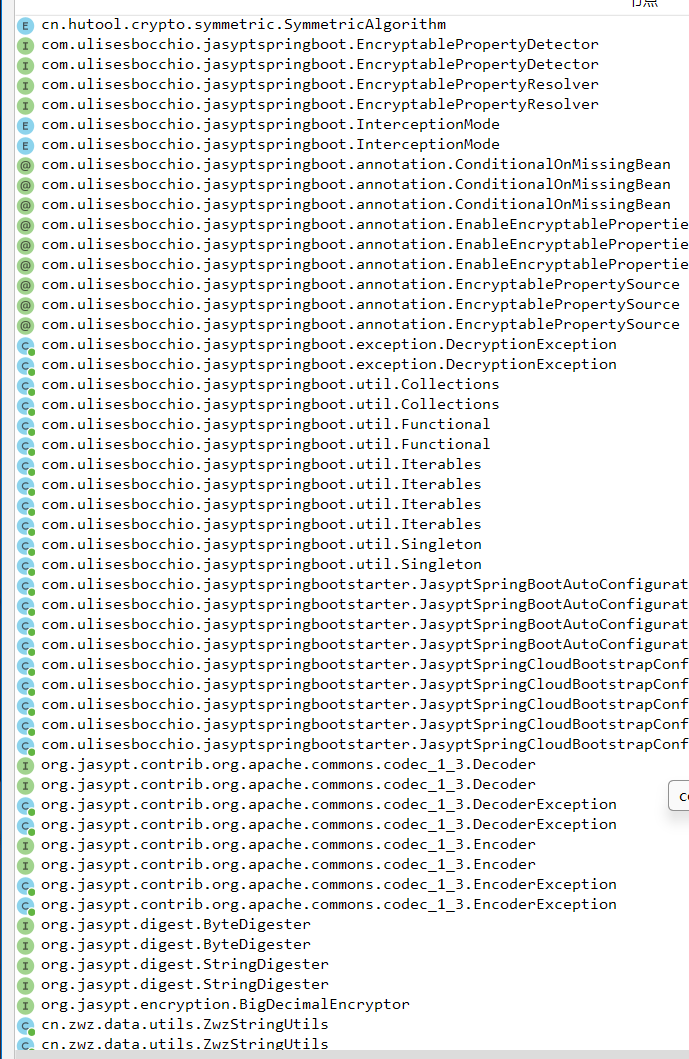 节点
cn.hutool.crypto.symmetric.SymmetricAlgorithm
com.ulisesbocchio.jasyptspringboot.EncryptablePropertyDetector
com.ulisesbocchio.jasyptspringboot.EncryptablePropertyDetector
com.ulisesbocchio.jasyptspringboot.EncryptablePropertyResolver
com.ulisesbocchio.jasyptspringboot.EncryptablePropertyResolver
com.ulisesbocchio.jasyptspringboot.InterceptionMode
com.ulisesbocchio.jasyptspringboot.InterceptionMode
com.ulisesbocchio.jasyptspringboot.annotation.ConditionalOnMissingBean
com.ulisesbocchio.jasyptspringboot.annotation.ConditionalOnMissingBean
com.ulisesbocchio.jasyptspringboot.annotation.ConditionalOnMissingBean
com.ulisesbocchio.jasyptspringboot.annotation.EnableEncryptablePropertie
com.ulisesbocchio.jasyptspringboot.annotation.EnableEncryptablePropertie
com.ulisesbocchio.jasyptspringboot.annotation.EnableEncryptablePropertie
com.ulisesbocchio.jasyptspringboot.annotation.EncryptablePropertySource
com.ulisesbocchio.jasyptspringboot.annotation.EncryptablePropertySource
com.ulisesbocchio.jasyptspringboot.annotation.EncryptablePropertySource
com.ulisesbocchio.jasyptspringboot.exception.DecryptionException
com.ulisesbocchio.jasyptspringboot.exception.DecryptionException
com.ulisesbocchio.jasyptspringboot.util.Collections
com.ulisesbocchio.jasyptspringboot.util.Collections
com.ulisesbocchio.jasyptspringboot.util.Functional
com.ulisesbocchio.jasyptspringboot.util.Functional
com.ulisesbocchio.jasyptspringboot.util.Iterables
com.ulisesbocchio.jasyptspringboot.util.Iterables
com.ulisesbocchio.jasyptspringboot.util.Iterables
com.ulisesbocchio.jasyptspringboot.util.Iterables
com.ulisesbocchio.jasyptspringboot.util.Singleton
com.ulisesbocchio.jasyptspringboot.util.Singleton
com.ulisesbocchio.jasyptspringbootstarter.JasyptSpringBootAutoConfigurat
com.ulisesbocchio.jasyptspringbootstarter.JasyptSpringBootAutoConfigurat
com.ulisesbocchio.jasyptspringbootstarter.JasyptSpringBootAutoConfigurat
com.ulisesbocchio.jasyptspringbootstarter.JasyptSpringBootAutoConfigurat
com.ulisesbocchio.jasyptspringbootstarter.JasyptSpringCloudBootstrapConf
com.ulisesbocchio.jasyptspringbootstarter.JasyptSpringCloudBootstrapConf
com.ulisesbocchio.jasyptspringbootstarter.JasyptSpringCloudBootstrapConf
com.ulisesbocchio.jasyptspringbootstarter.JasyptSpringCloudBootstrapConf
com.ulisesbocchio.jasyptspringbootstarter.JasyptSpringCloudBootstrapConf
org.jasypt.contrib.org.apache.commons.codec_1_3.Decoder
org.jasypt.contrib.org.apache.commons.codec_1_3.Decoder
org.jasypt.contrib.org.apache.commons.codec_1_3.DecoderException
org.jasypt.contrib.org.apache.commons.codec_1_3.DecoderException
org.jasypt.contrib.org.apache.commons.codec_1_3.Encoder
org.jasypt.contrib.org.apache.commons.codec_1_3.Encoder
org.jasypt.contrib.org.apache.commons.codec_1_3.EncoderException
org.jasypt.contrib.org.apache.commons.codec_1_3.EncoderException
org.jasypt.digest.ByteDigester
org.jasypt.digest.ByteDigester
org.jasypt.digest.StringDigester
org.jasypt.digest.StringDigester
org.jasypt.encryption.BigDecimalEncryptor
cn.zwz.data.utils.ZwzStringUtils
cn.zwz.data.utils.ZwzStringUtils